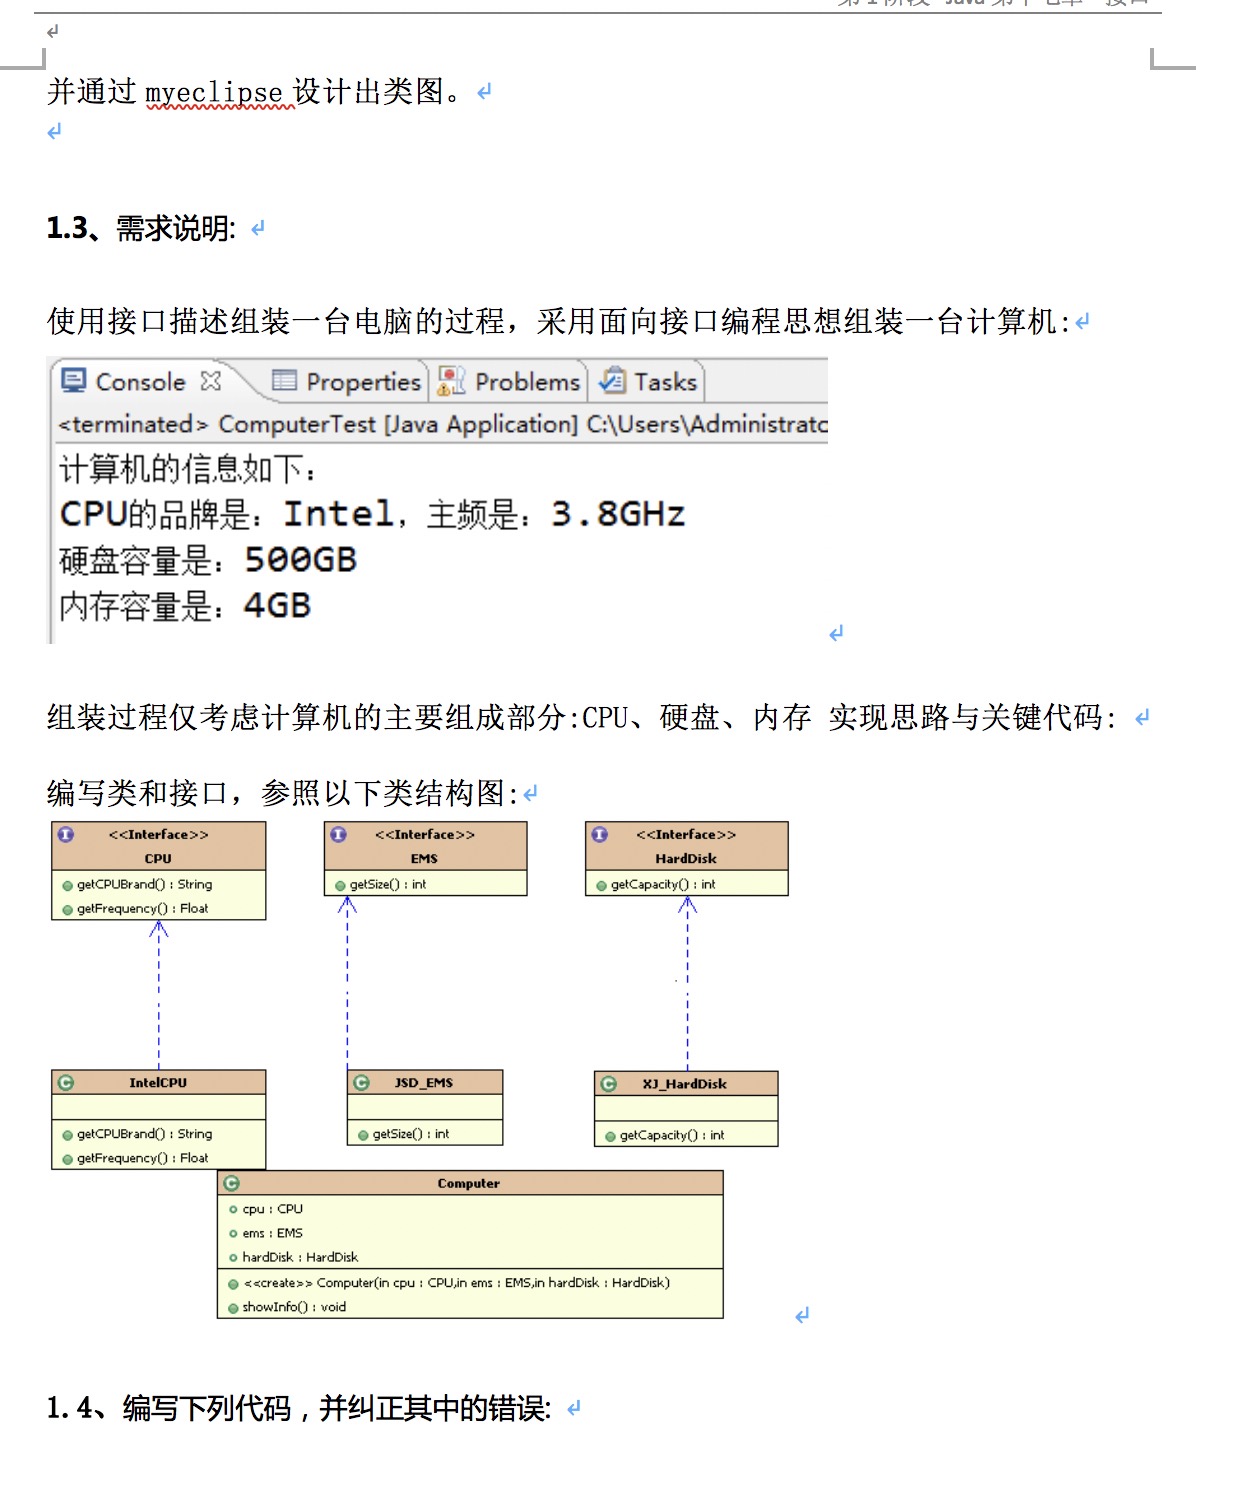 并通过 myeclipse 设计出类图。
1.3、需求说明:
使用接口描述组装一台电脑的过程，采用面向接口编程思想组装一台计算机:
Console Properties Problems Tasks
<terminated> ComputerTest [Java Application] C:\Users\Administrato
计算机的信息如下：
CPU的品牌是：Intel，主频是：3.8GHz
硬盘容量是：500GB
内存容量是：4GB
组装过程仅考虑计算机的主要组成部分:CPU、硬盘、内存 实现思路与关键代码:
编写类和接口，参照以下类结构图:
<<Interface>>
CPU
getCPUBrand() : String
getFrequency() : Float
<<Interface>>
EMS
getSize() : int
<<Interface>>
HardDisk
getCapacity() : int
IntelCPU
getCPUBrand() : String
getFrequency() : Float
JSD_EMS
getSize() : int
XJ_HardDisk
getCapacity() : int
Computer
cpu : CPU
ems : EMS
hardDisk : HardDisk
<<create>> Computer(in cpu : CPU,in ems : EMS,in hardDisk : HardDisk)
showInfo() : void
1.4、编写下列代码，并纠正其中的错误: